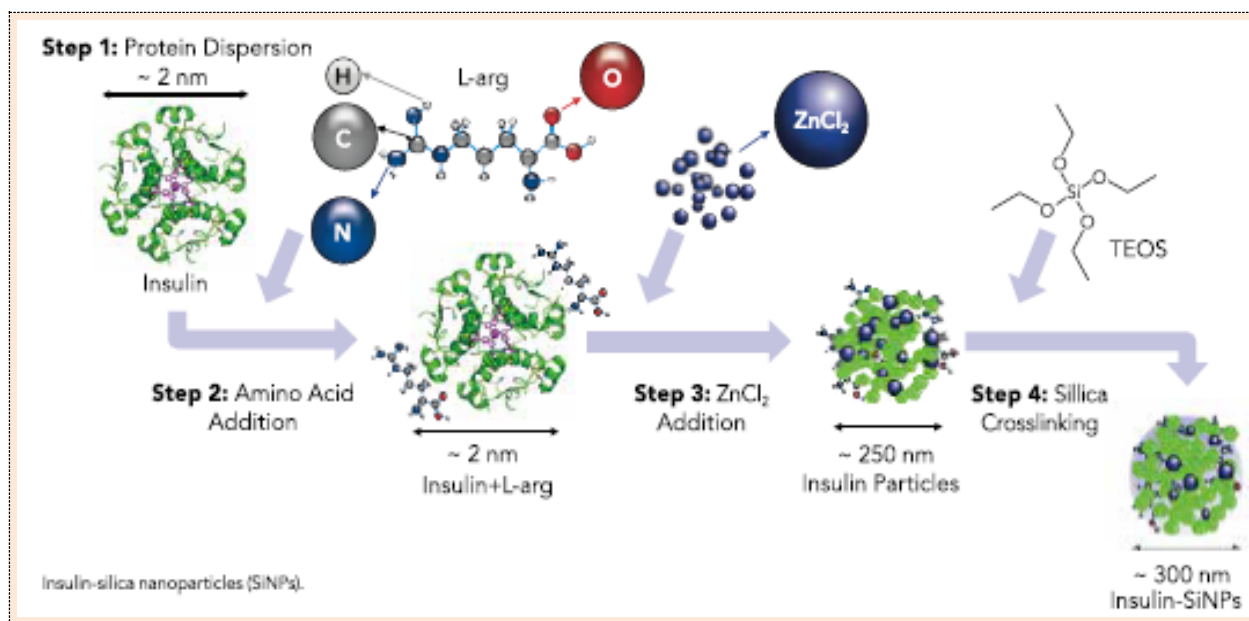 Step 1: Protein Dispersion
~ 2 nm
Insulin
H
C
N
L-arg
O
ZnCl₂
Si
O
O
O
O
TEOS
Step 2: Amino Acid
Addition
~ 2 nm
Insulin+L-arg
Step 3: ZnCl₂
Addition
~ 250 nm
Insulin Particles
Step 4: Sillica
Crosslinking
~ 300 nm
Insulin-SiNPs
Insulin-silica nanoparticles (SiNPs).